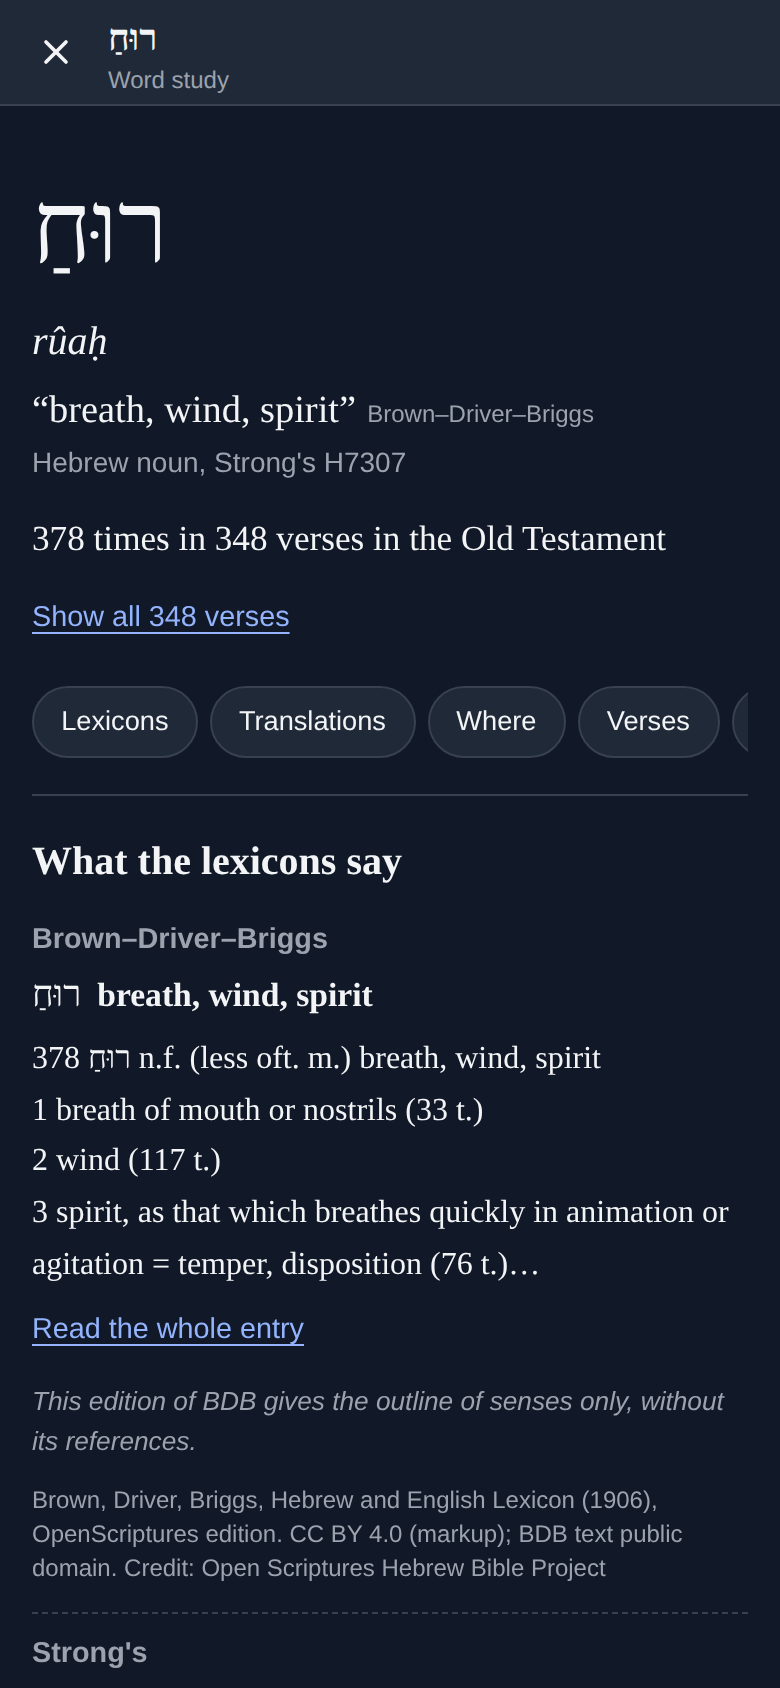 רוּחַ
Word study
רוּחַ
rûaḥ
“breath, wind, spirit” Brown–Driver–Briggs
Hebrew noun, Strong's H7307
378 times in 348 verses in the Old Testament
Show all 348 verses
Lexicons Translations Where Verses
What the lexicons say
Brown–Driver–Briggs
רוּחַ breath, wind, spirit
378 רוּחַ n.f. (less oft. m.) breath, wind, spirit
1 breath of mouth or nostrils (33 t.)
2 wind (117 t.)
3 spirit, as that which breathes quickly in animation or
agitation = temper, disposition (76 t.)…
Read the whole entry
This edition of BDB gives the outline of senses only, without
its references.
Brown, Driver, Briggs, Hebrew and English Lexicon (1906),
OpenScriptures edition. CC BY 4.0 (markup); BDB text public
domain. Credit: Open Scriptures Hebrew Bible Project
Strong's